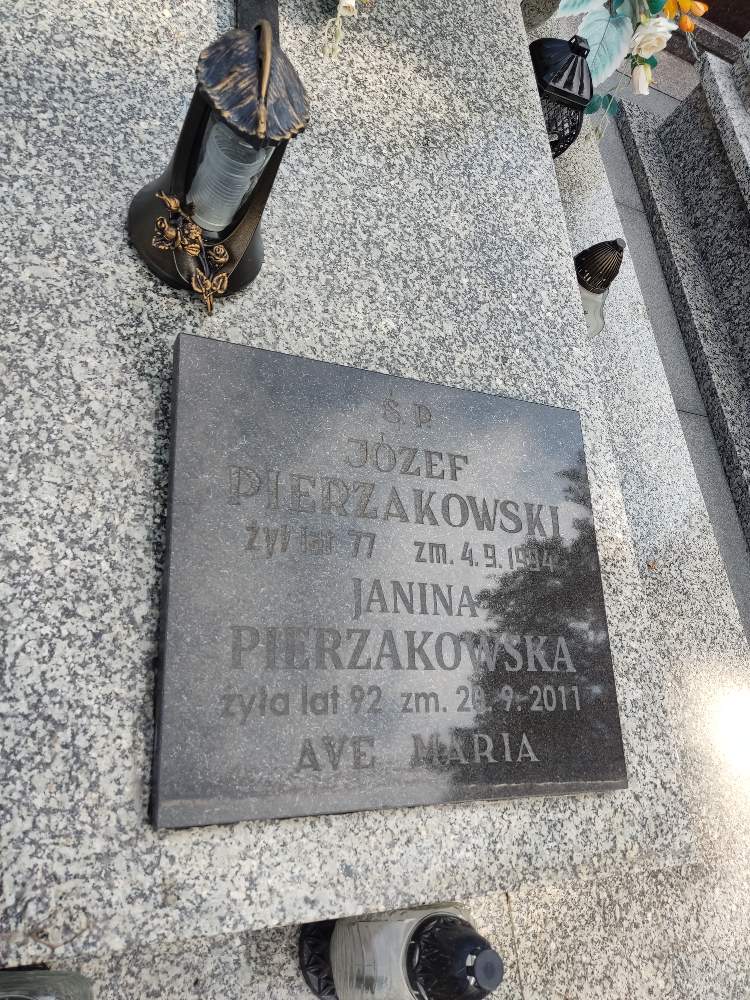 Ś.P.
JÓZEF
PIERZAKOWSKI
żył lat 77 zm. 4.9.1994
JANINA
PIERZAKOWSKA
żyła lat 92 zm. 20.9.2011
AVE MARIA